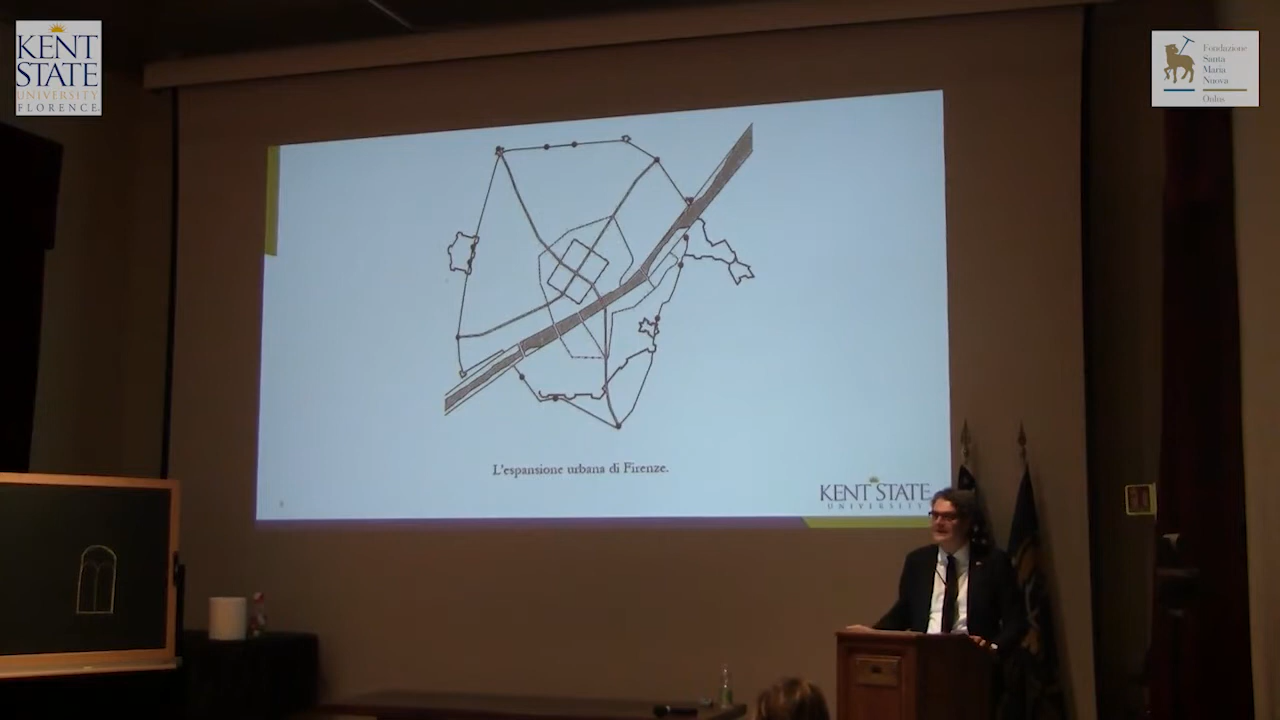 KENT
STATE
UNIVERSITY
FLORENCE
Fondazione
Santa
Maria
Nuova
Onlus
L'espansione urbana di Firenze.
KENT STATE
UNIVERSITY